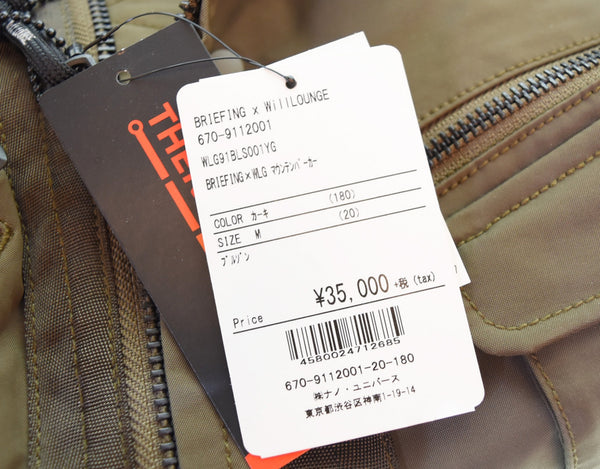 BRIEFING x WillLOUNGE
670-9112001
WLG91BLS001YG
BRIEFING×WLG ﾏｳﾝﾃﾝﾊﾟｰｶｰ
COLOR カーキ (180)
SIZE M (20)
ﾌﾞﾙｿﾞﾝ
Price ¥35,000 +税 (tax)
4580024712685
670-9112001-20-180
㈱ナノ・ユニバース
東京都渋谷区神南1-19-14
THE